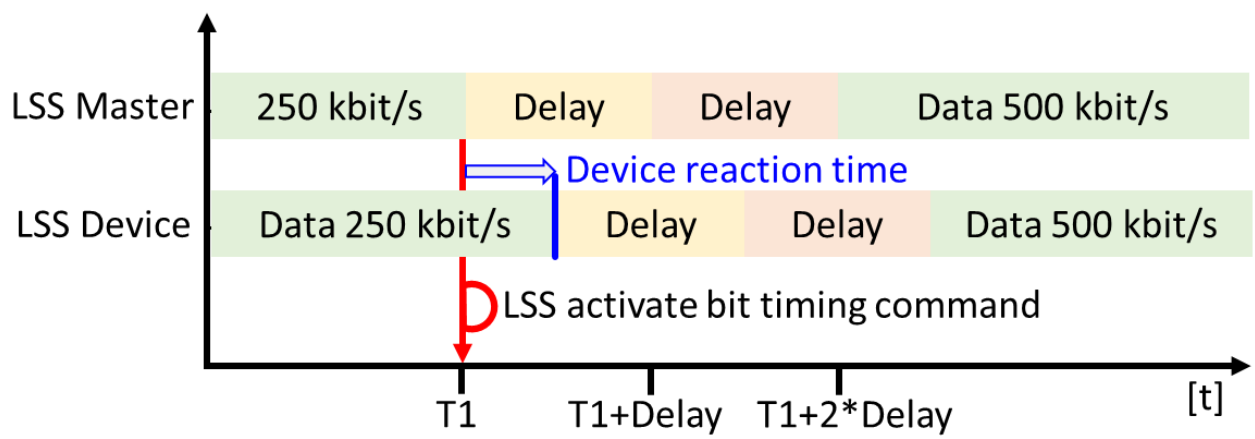 LSS Master
250 kbit/s
Delay
Delay
Data 500 kbit/s
Device reaction time
LSS Device
Data 250 kbit/s
Delay
Delay
Data 500 kbit/s
LSS activate bit timing command
T1
T1+Delay
T1+2*Delay
[t]